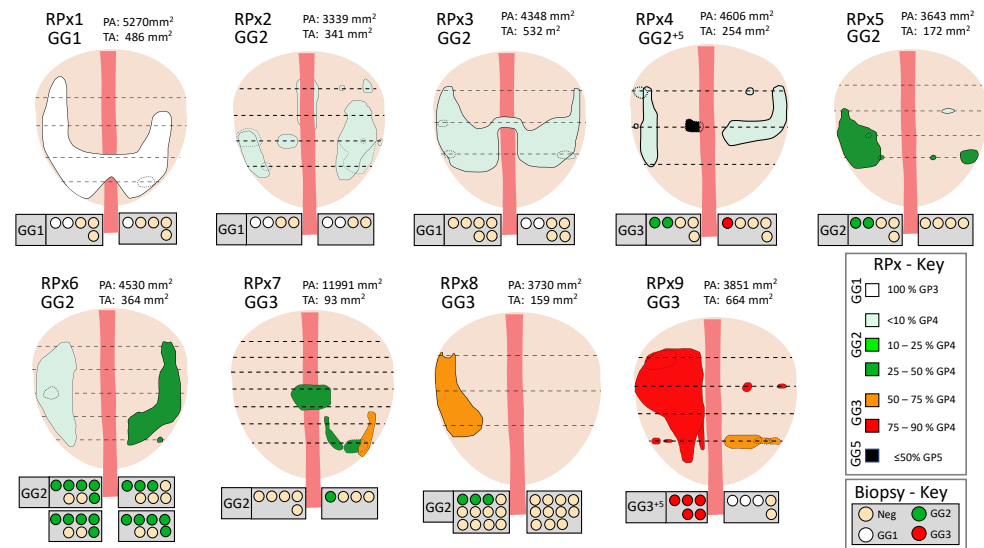 RPx1
GG1
PA: 5270mm²
TA: 486 mm²
RPx2
GG2
PA: 3339 mm²
TA: 341 mm²
RPx3
GG2
PA: 4348 mm²
TA: 532 m²
RPx4
GG2+5
PA: 4606 mm²
TA: 254 mm²
RPx5
GG2
PA: 3643 mm²
TA: 172 mm²
GG1
GG1
GG1
GG3
GG2
RPx6
GG2
PA: 4530 mm²
TA: 364 mm²
RPx7
GG3
PA: 11991 mm²
TA: 93 mm²
RPx8
GG3
PA: 3730 mm²
TA: 159 mm²
RPx9
GG3
PA: 3851 mm²
TA: 664 mm²
GG2
GG2
GG2
GG3+5
RPx - Key
GG1
100 % GP3
GG2
<10 % GP4
10 – 25 % GP4
25 – 50 % GP4
GG3
50 – 75 % GP4
75 – 90 % GP4
GG5
≤50% GP5
Biopsy - Key
Neg
GG2
GG1
GG3